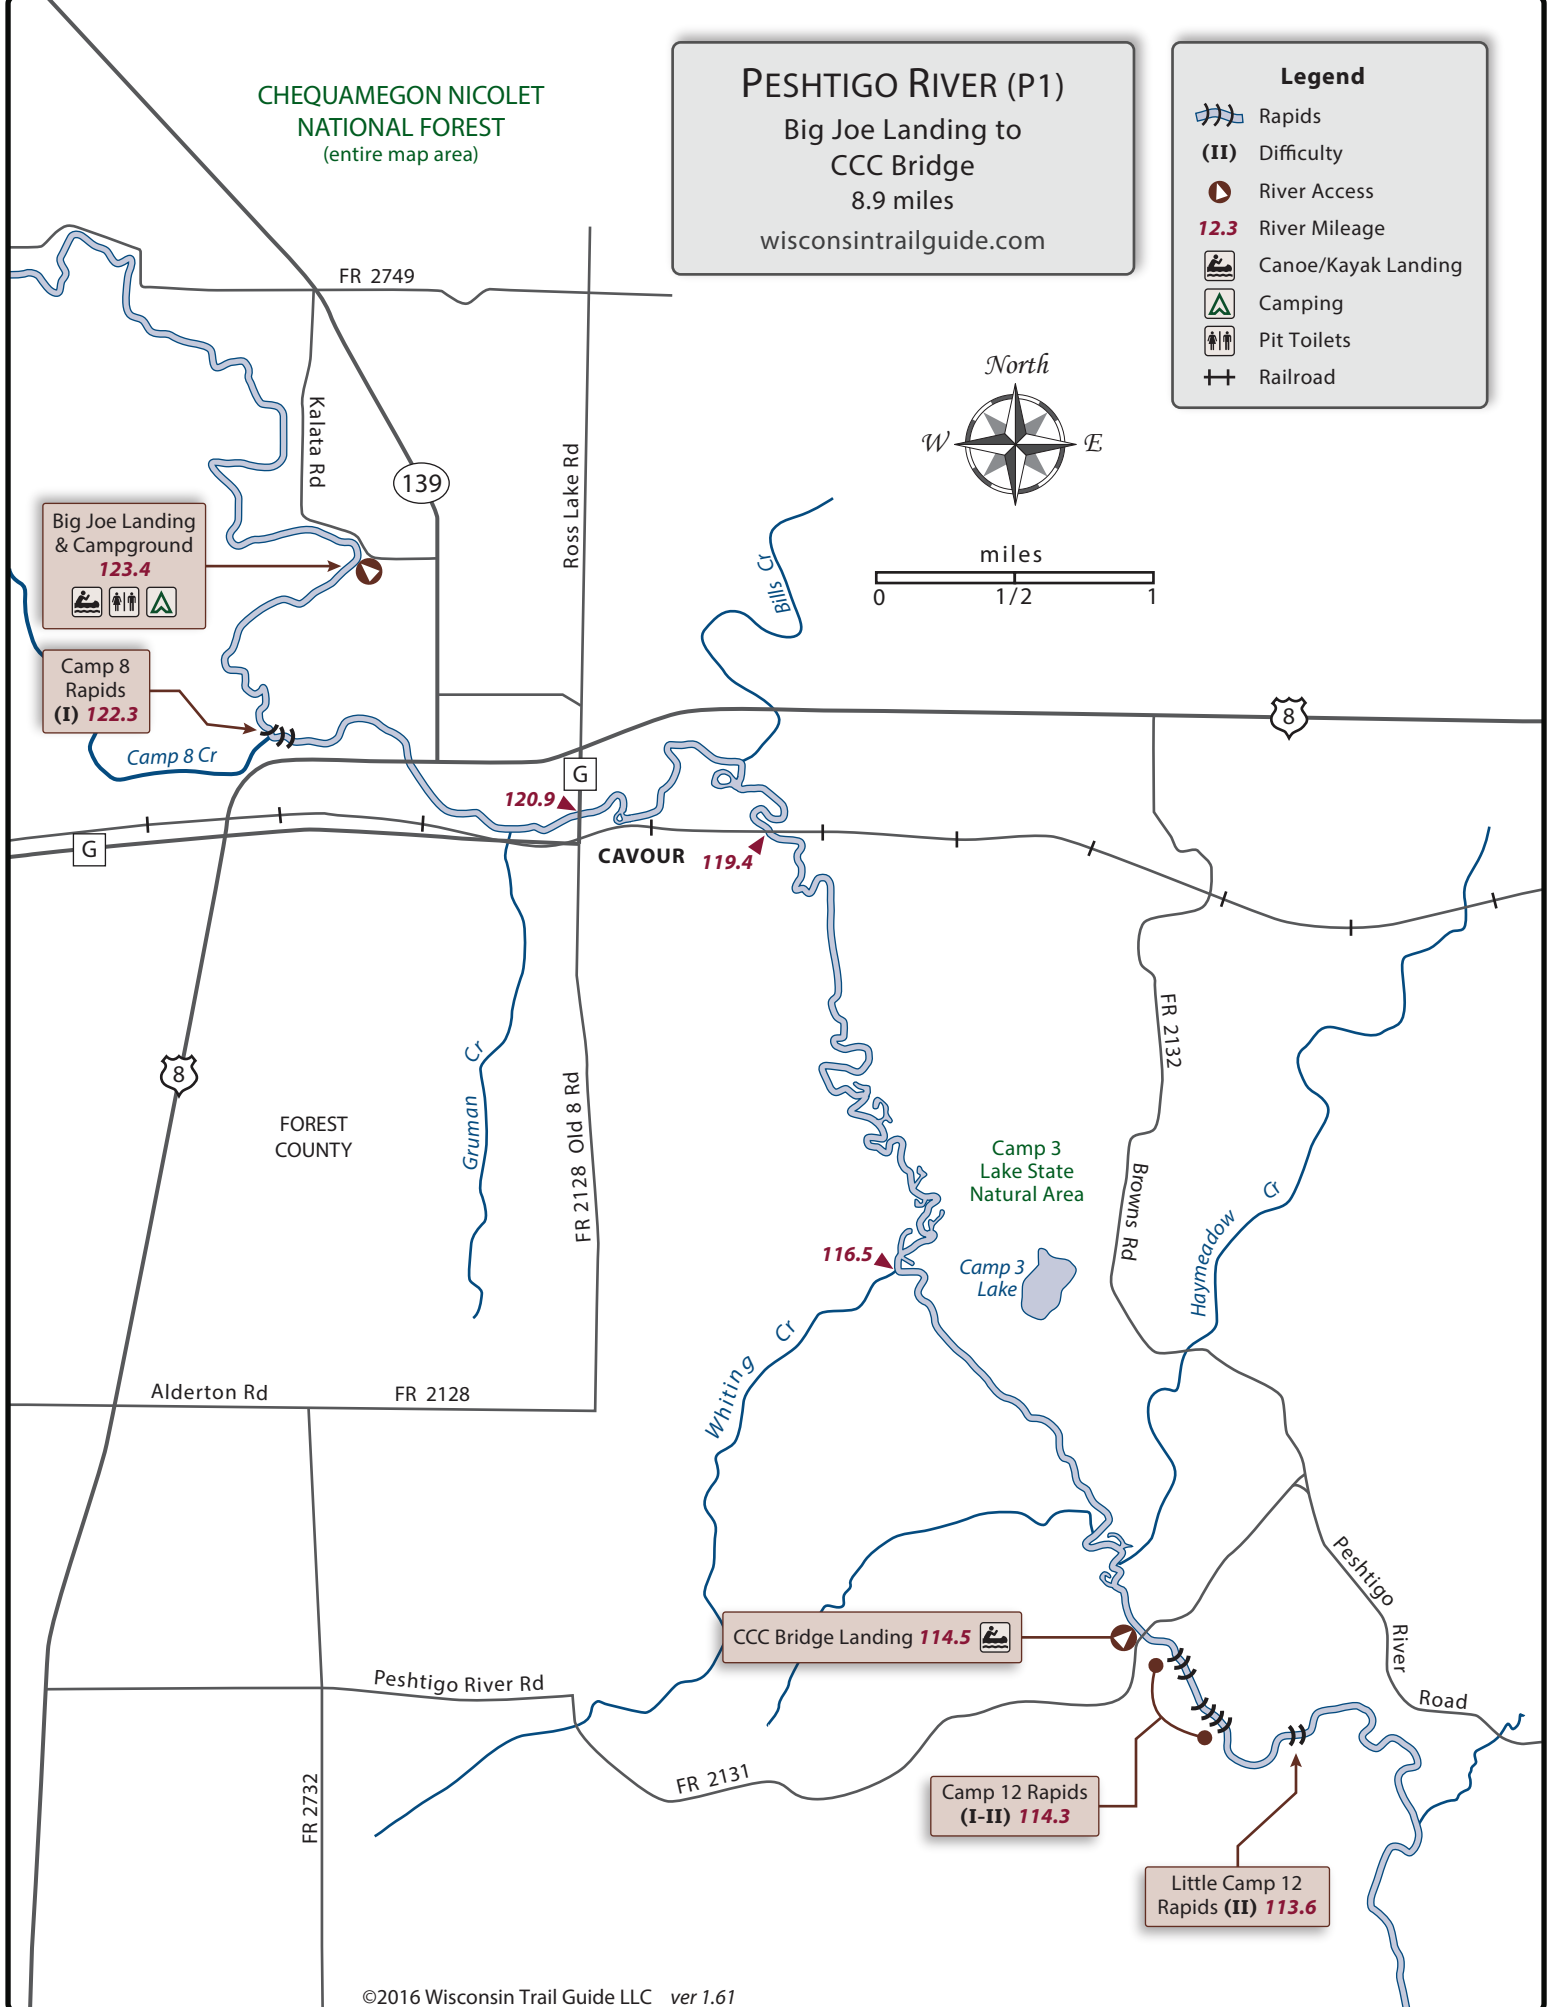 PESHTIGO RIVER (P1)
Big Joe Landing to
CCC Bridge
8.9 miles
wisconsintrailguide.com
Legend
Rapids
(II) Difficulty
River Access
12.3 River Mileage
Canoe/Kayak Landing
Camping
Pit Toilets
Railroad
CHEQUAMEGON NICOLET
NATIONAL FOREST
(entire map area)
FR 2749
Kalata Rd
139
Ross Lake Rd
North
W
E
miles
0
1/2
1
Bills Cr
Big Joe Landing
& Campground
123.4
Camp 8
Rapids
(I) 122.3
Camp 8 Cr
8
G
120.9
G
CAVOUR
119.4
FR 2132
8
Gruman Cr
FOREST
COUNTY
FR 2128 Old 8 Rd
Camp 3
Lake State
Natural Area
Browns Rd
Haymeadow Cr
116.5
Camp 3
Lake
Whiting Cr
Alderton Rd
FR 2128
Peshtigo River Road
CCC Bridge Landing 114.5
Peshtigo River Rd
FR 2131
FR 2732
Camp 12 Rapids
(I-II) 114.3
Little Camp 12
Rapids (II) 113.6
©2016 Wisconsin Trail Guide LLC ver 1.61